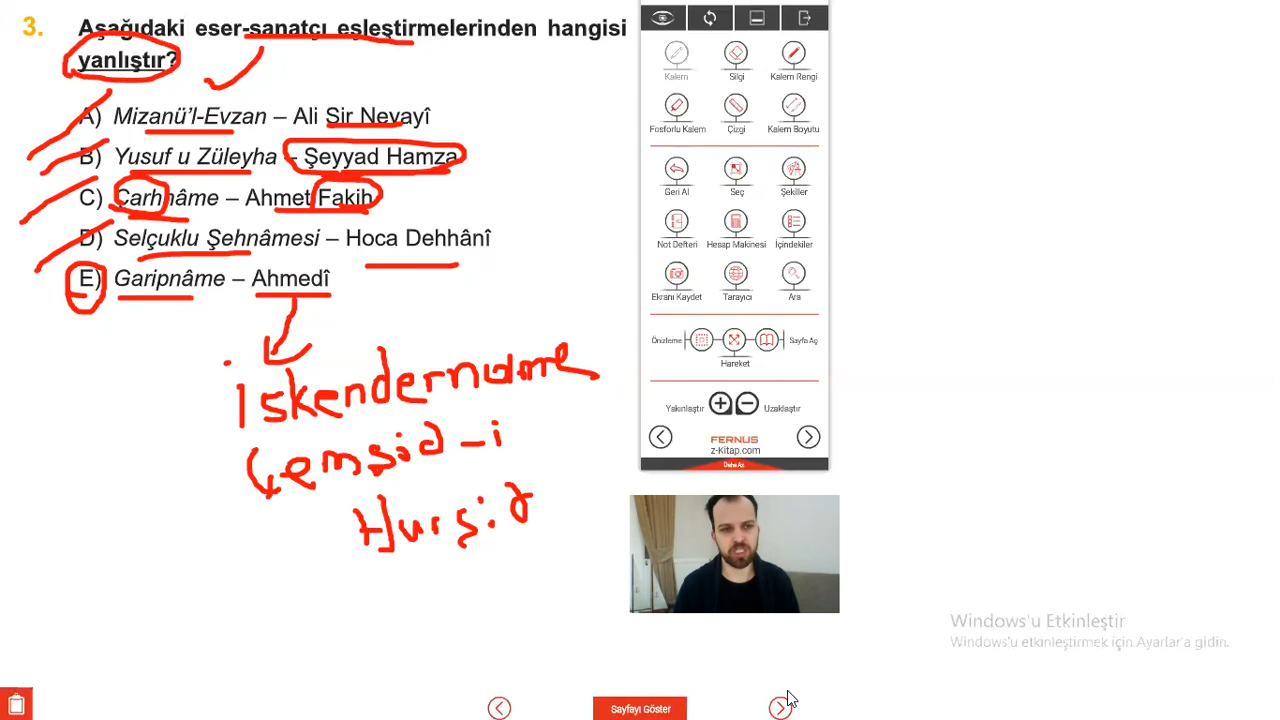 3. Aşağıdaki eser-sanatçı eşleştirmelerinden hangisi
yanlıştır?
A) Mizanü'l-Evzan – Ali Şir Nevayî
B) Yusuf u Züleyha – Şeyyad Hamza
C) Çarhnâme – Ahmet Fakih
D) Selçuklu Şehnâmesi – Hoca Dehhânî
E) Garipnâme – Ahmedî
İskendername
Cemşid-i
Hurşid
Kalem Silgi Kalem Rengi
Fosforlu Kalem Çizgi Kalem Boyutu
Geri Al Seç Şekiller
Not Defteri Hesap Makinesi İçindekiler
Ekranı Kaydet Tarayıcı Ara
Önizleme Sayfa Aç
Hareket
Yakınlaştır Uzaklaştır
FERNUS
z-Kitap.com
Daha Az
Windows'u Etkinleştir
Windows'u etkinleştirmek için Ayarlar'a gidin.
Sayfayı Göster